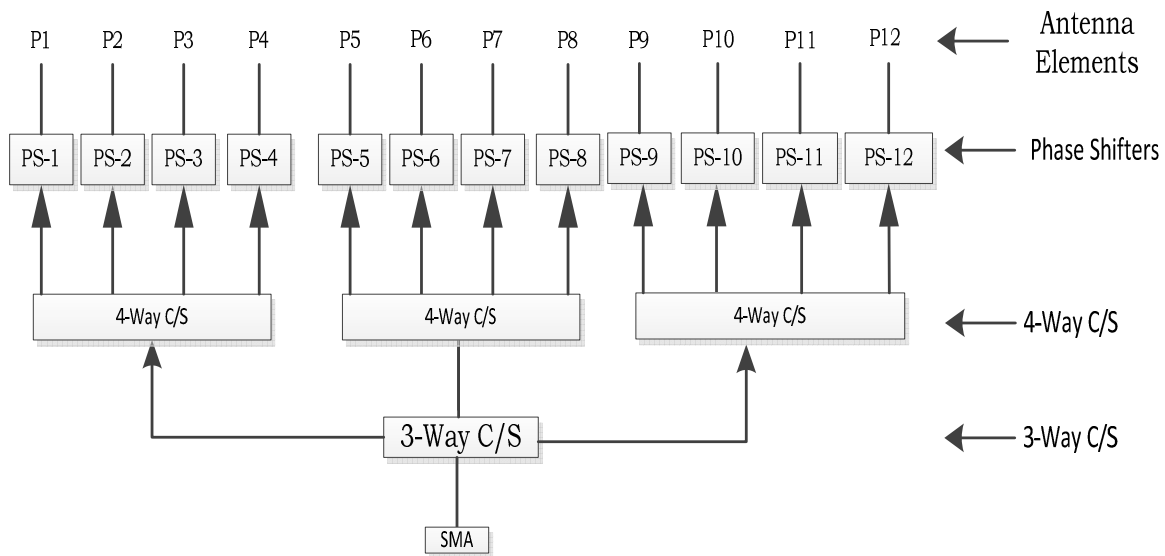 P1 P2 P3 P4 P5 P6 P7 P8 P9 P10 P11 P12
Antenna
Elements
PS-1 PS-2 PS-3 PS-4 PS-5 PS-6 PS-7 PS-8 PS-9 PS-10 PS-11 PS-12
Phase Shifters
4-Way C/S 4-Way C/S 4-Way C/S
4-Way C/S
3-Way C/S
3-Way C/S
SMA